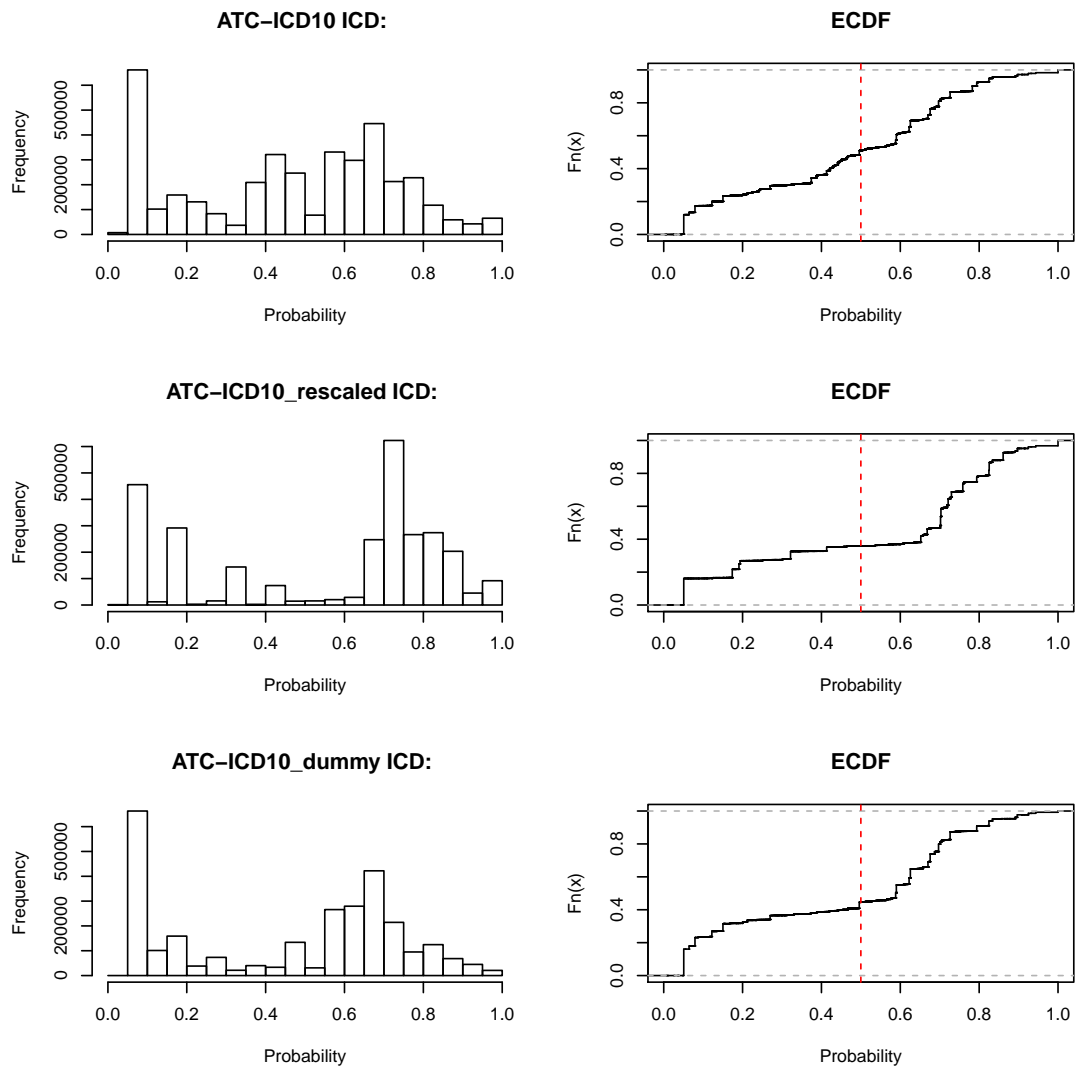 ATC−ICD10 ICD:
Frequency
0
200000
500000
0.0 0.2 0.4 0.6 0.8 1.0
Probability
ECDF
Fn(x)
0.0
0.4
0.8
0.0 0.2 0.4 0.6 0.8 1.0
Probability
ATC−ICD10_rescaled ICD:
Frequency
0
200000
500000
0.0 0.2 0.4 0.6 0.8 1.0
Probability
ECDF
Fn(x)
0.0
0.4
0.8
0.0 0.2 0.4 0.6 0.8 1.0
Probability
ATC−ICD10_dummy ICD:
Frequency
0
200000
500000
0.0 0.2 0.4 0.6 0.8 1.0
Probability
ECDF
Fn(x)
0.0
0.4
0.8
0.0 0.2 0.4 0.6 0.8 1.0
Probability